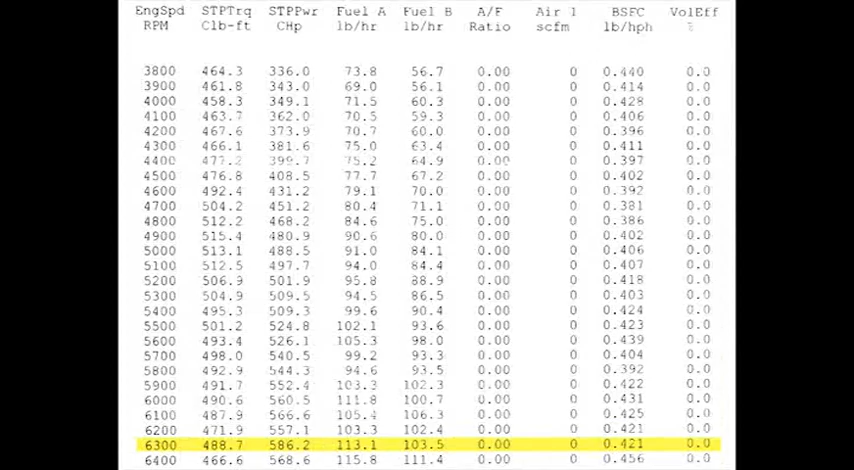 EngSpd STPTrq STPPwr Fuel A Fuel B A/F Air 1 BSFC VolEff
RPM Clb-ft CHp lb/hr lb/hr Ratio scfm lb/hph %
3800 464.3 336.0 73.8 56.7 0.00 0 0.440 0.0
3900 461.8 343.0 69.0 56.1 0.00 0 0.414 0.0
4000 458.3 349.1 71.5 60.3 0.00 0 0.428 0.0
4100 463.7 362.0 70.5 59.3 0.00 0 0.406 0.0
4200 467.6 373.9 70.7 60.0 0.00 0 0.396 0.0
4300 466.1 381.6 75.0 63.4 0.00 0 0.411 0.0
4400 477.2 399.7 75.2 64.9 0.00 0 0.397 0.0
4500 476.8 408.5 77.7 67.2 0.00 0 0.402 0.0
4600 492.4 431.2 79.1 70.0 0.00 0 0.392 0.0
4700 504.2 451.2 80.4 71.1 0.00 0 0.381 0.0
4800 512.2 468.2 84.6 75.0 0.00 0 0.386 0.0
4900 515.4 480.9 90.6 80.0 0.00 0 0.402 0.0
5000 513.1 488.5 91.0 84.1 0.00 0 0.406 0.0
5100 512.5 497.7 94.0 84.4 0.00 0 0.407 0.0
5200 506.9 501.9 95.8 88.9 0.00 0 0.418 0.0
5300 504.9 509.5 94.5 86.5 0.00 0 0.403 0.0
5400 495.3 509.3 99.6 90.4 0.00 0 0.424 0.0
5500 501.2 524.8 102.1 93.6 0.00 0 0.423 0.0
5600 493.4 526.1 105.3 98.0 0.00 0 0.439 0.0
5700 498.0 540.5 99.2 93.3 0.00 0 0.404 0.0
5800 492.9 544.3 94.6 93.5 0.00 0 0.392 0.0
5900 491.7 552.4 103.3 102.3 0.00 0 0.422 0.0
6000 490.6 560.5 111.8 100.7 0.00 0 0.431 0.0
6100 487.9 566.6 105.4 106.3 0.00 0 0.425 0.0
6200 471.9 557.1 103.3 102.4 0.00 0 0.421 0.0
6300 488.7 586.2 113.1 103.5 0.00 0 0.421 0.0
6400 466.6 568.6 115.8 111.4 0.00 0 0.456 0.0